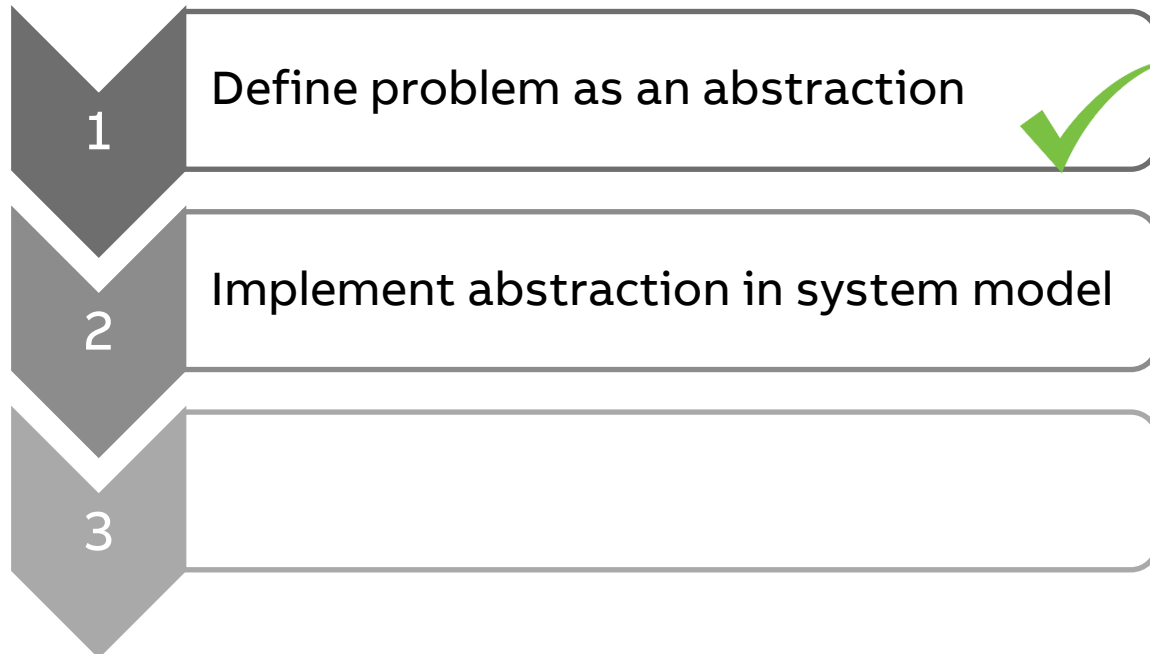 1
Define problem as an abstraction
2
Implement abstraction in system model
3